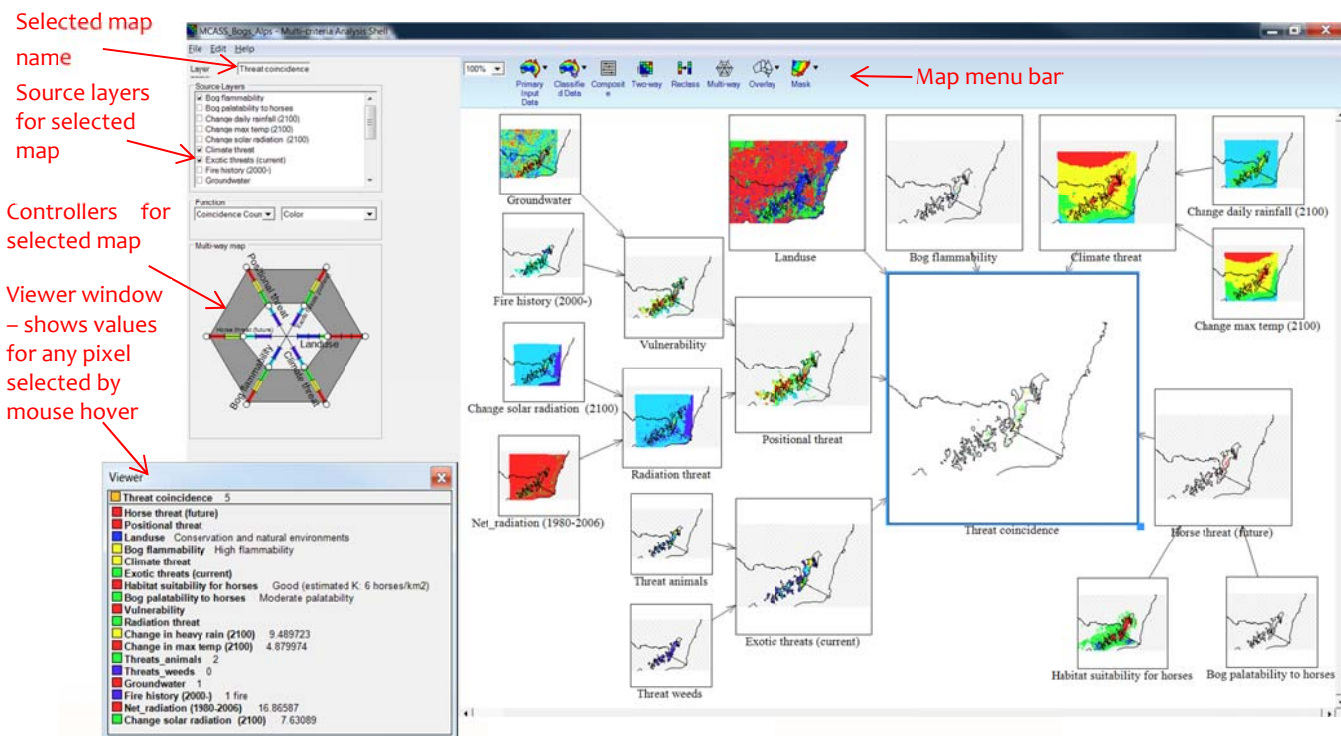 Selected map
name
Source layers
for selected
map
Controllers for
selected map
Viewer window
– shows values
for any pixel
selected by
mouse hover
MCASS_Bogs_Alps - Multi-criteria Analysis Shell
File Edit Help
Layer
Threat coincidence
Source Layers
Bog flammability
Bog palatability to horses
Change daily rainfall (2100)
Change max temp (2100)
Change solar radiation (2100)
Climate threat
Exotic threats (current)
Fire history (2000-)
Groundwater
Function
Coincidence Coun
Color
Multi-way map
Positional threat
Horse threat (future)
Landuse
Bog flammability
Climate threat
100%
Primary
Input
Data
Classifie
d Data
Composit
e
Two-way
Reclass
Multi-way
Overlay
Mask
Map menu bar
Groundwater
Landuse
Bog flammability
Climate threat
Change daily rainfall (2100)
Fire history (2000-)
Vulnerability
Change max temp (2100)
Change solar radiation (2100)
Radiation threat
Positional threat
Net_radiation (1980-2006)
Threat coincidence
Horse threat (future)
Threat animals
Exotic threats (current)
Threat weeds
Habitat suitability for horses
Bog palatability to horses
Viewer
Threat coincidence 5
Horse threat (future)
Positional threat
Landuse Conservation and natural environments
Bog flammability High flammability
Climate threat
Exotic threats (current)
Habitat suitability for horses Good (estimated K: 6 horses/km2)
Bog palatability to horses Moderate palatability
Vulnerability
Radiation threat
Change in heavy rain (2100) 9.489723
Change in max temp (2100) 4.879974
Threats_animals 2
Threats_weeds 0
Groundwater 1
Fire history (2000-) 1 fire
Net_radiation (1980-2006) 16.86587
Change solar radiation (2100) 7.63089